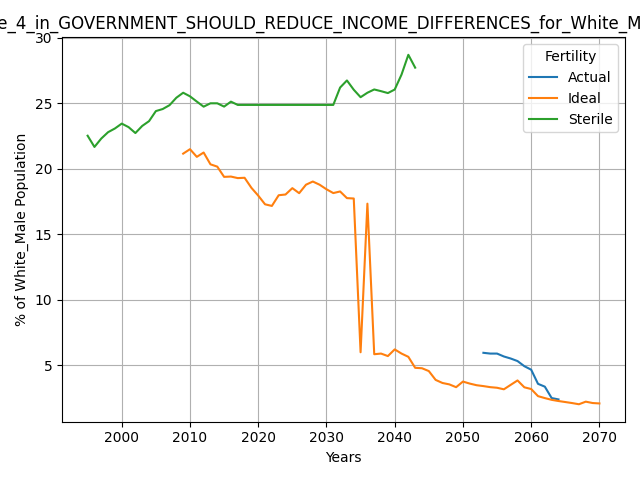 e_4_in_GOVERNMENT_SHOULD_REDUCE_INCOME_DIFFERENCES_for_White_M
30
25
20
15
10
5
% of White_Male Population
Fertility
Actual
Ideal
Sterile
2000 2010 2020 2030 2040 2050 2060 2070
Years